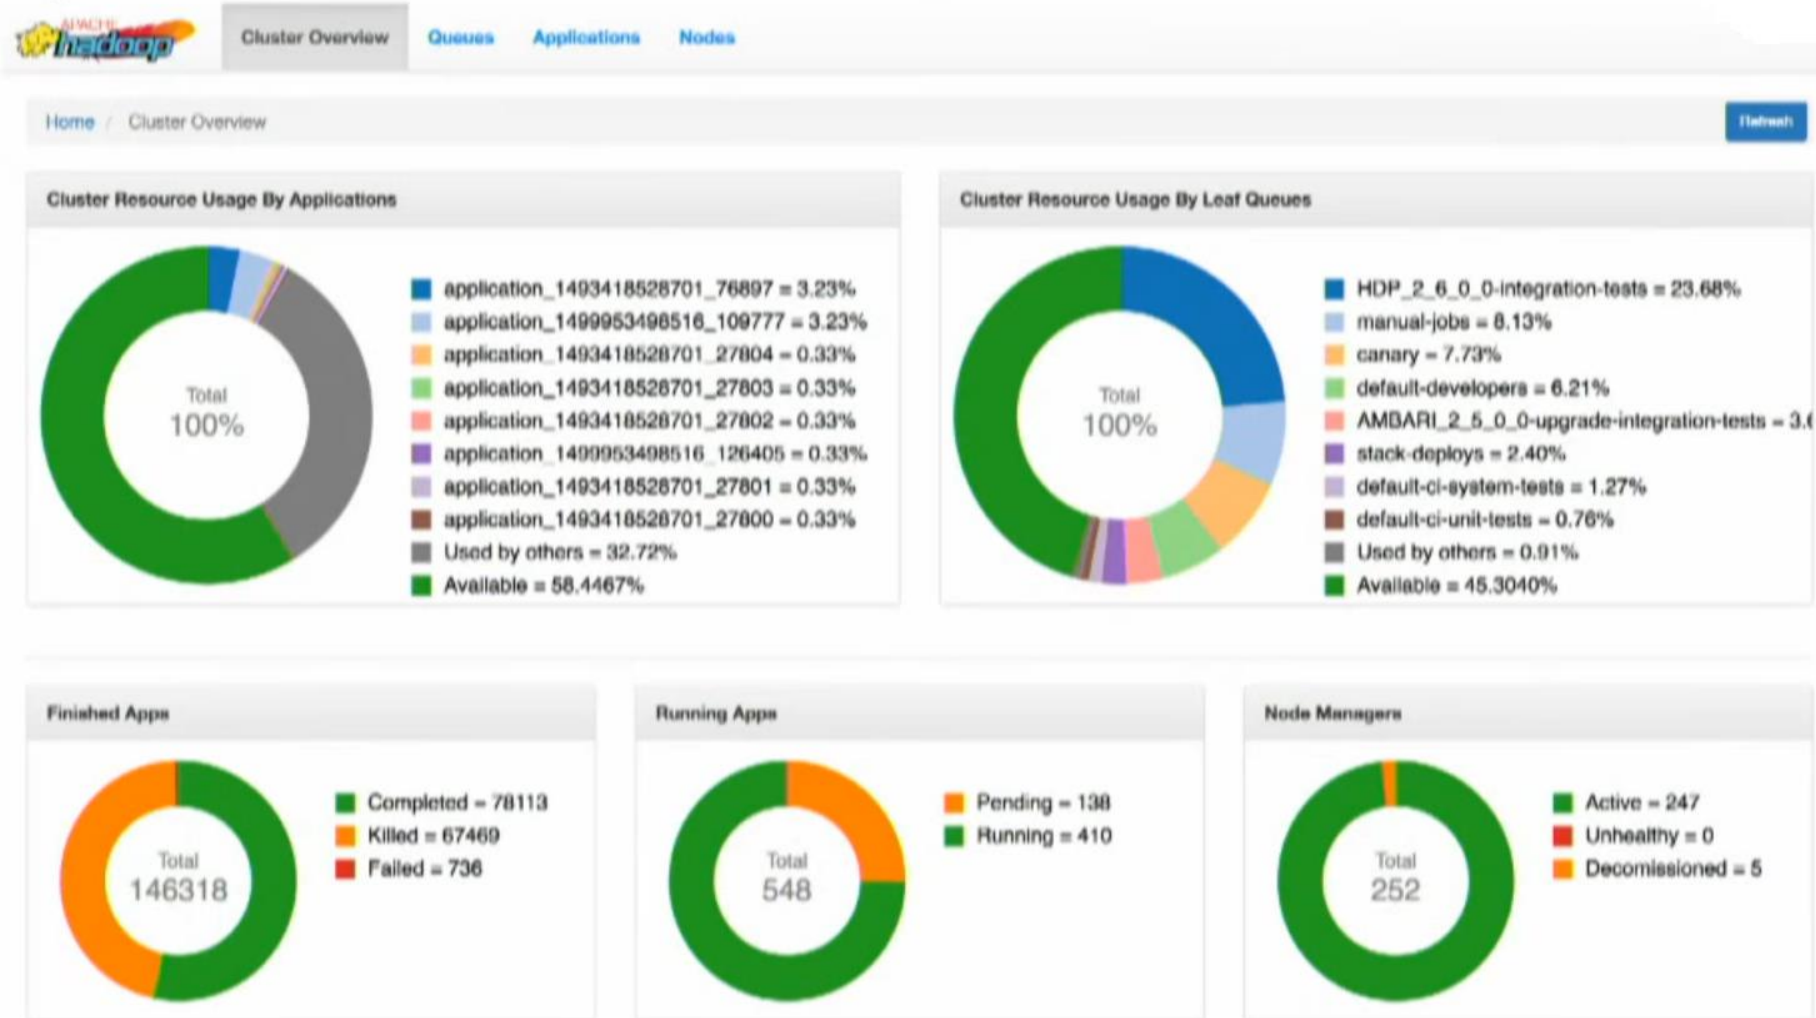 APACHE
hadoop
Cluster Overview Queues Applications Nodes
Home / Cluster Overview
Refresh
Cluster Resource Usage By Applications
Total
100%
application_1493418528701_76897 = 3.23%
application_1499953498516_109777 = 3.23%
application_1493418528701_27804 = 0.33%
application_1493418528701_27803 = 0.33%
application_1493418528701_27802 = 0.33%
application_1499953498516_126405 = 0.33%
application_1493418528701_27801 = 0.33%
application_1493418528701_27800 = 0.33%
Used by others = 32.72%
Available = 58.4467%
Cluster Resource Usage By Leaf Queues
Total
100%
HDP_2_6_0_0-integration-tests = 23.68%
manual-jobs = 8.13%
canary = 7.73%
default-developers = 6.21%
AMBARI_2_5_0_0-upgrade-integration-tests = 3.
stack-deploys = 2.40%
default-ci-system-tests = 1.27%
default-ci-unit-tests = 0.76%
Used by others = 0.91%
Available = 45.3040%
Finished Apps
Total
146318
Completed = 78113
Killed = 67469
Failed = 736
Running Apps
Total
548
Pending = 138
Running = 410
Node Managers
Total
252
Active = 247
Unhealthy = 0
Decomissioned = 5